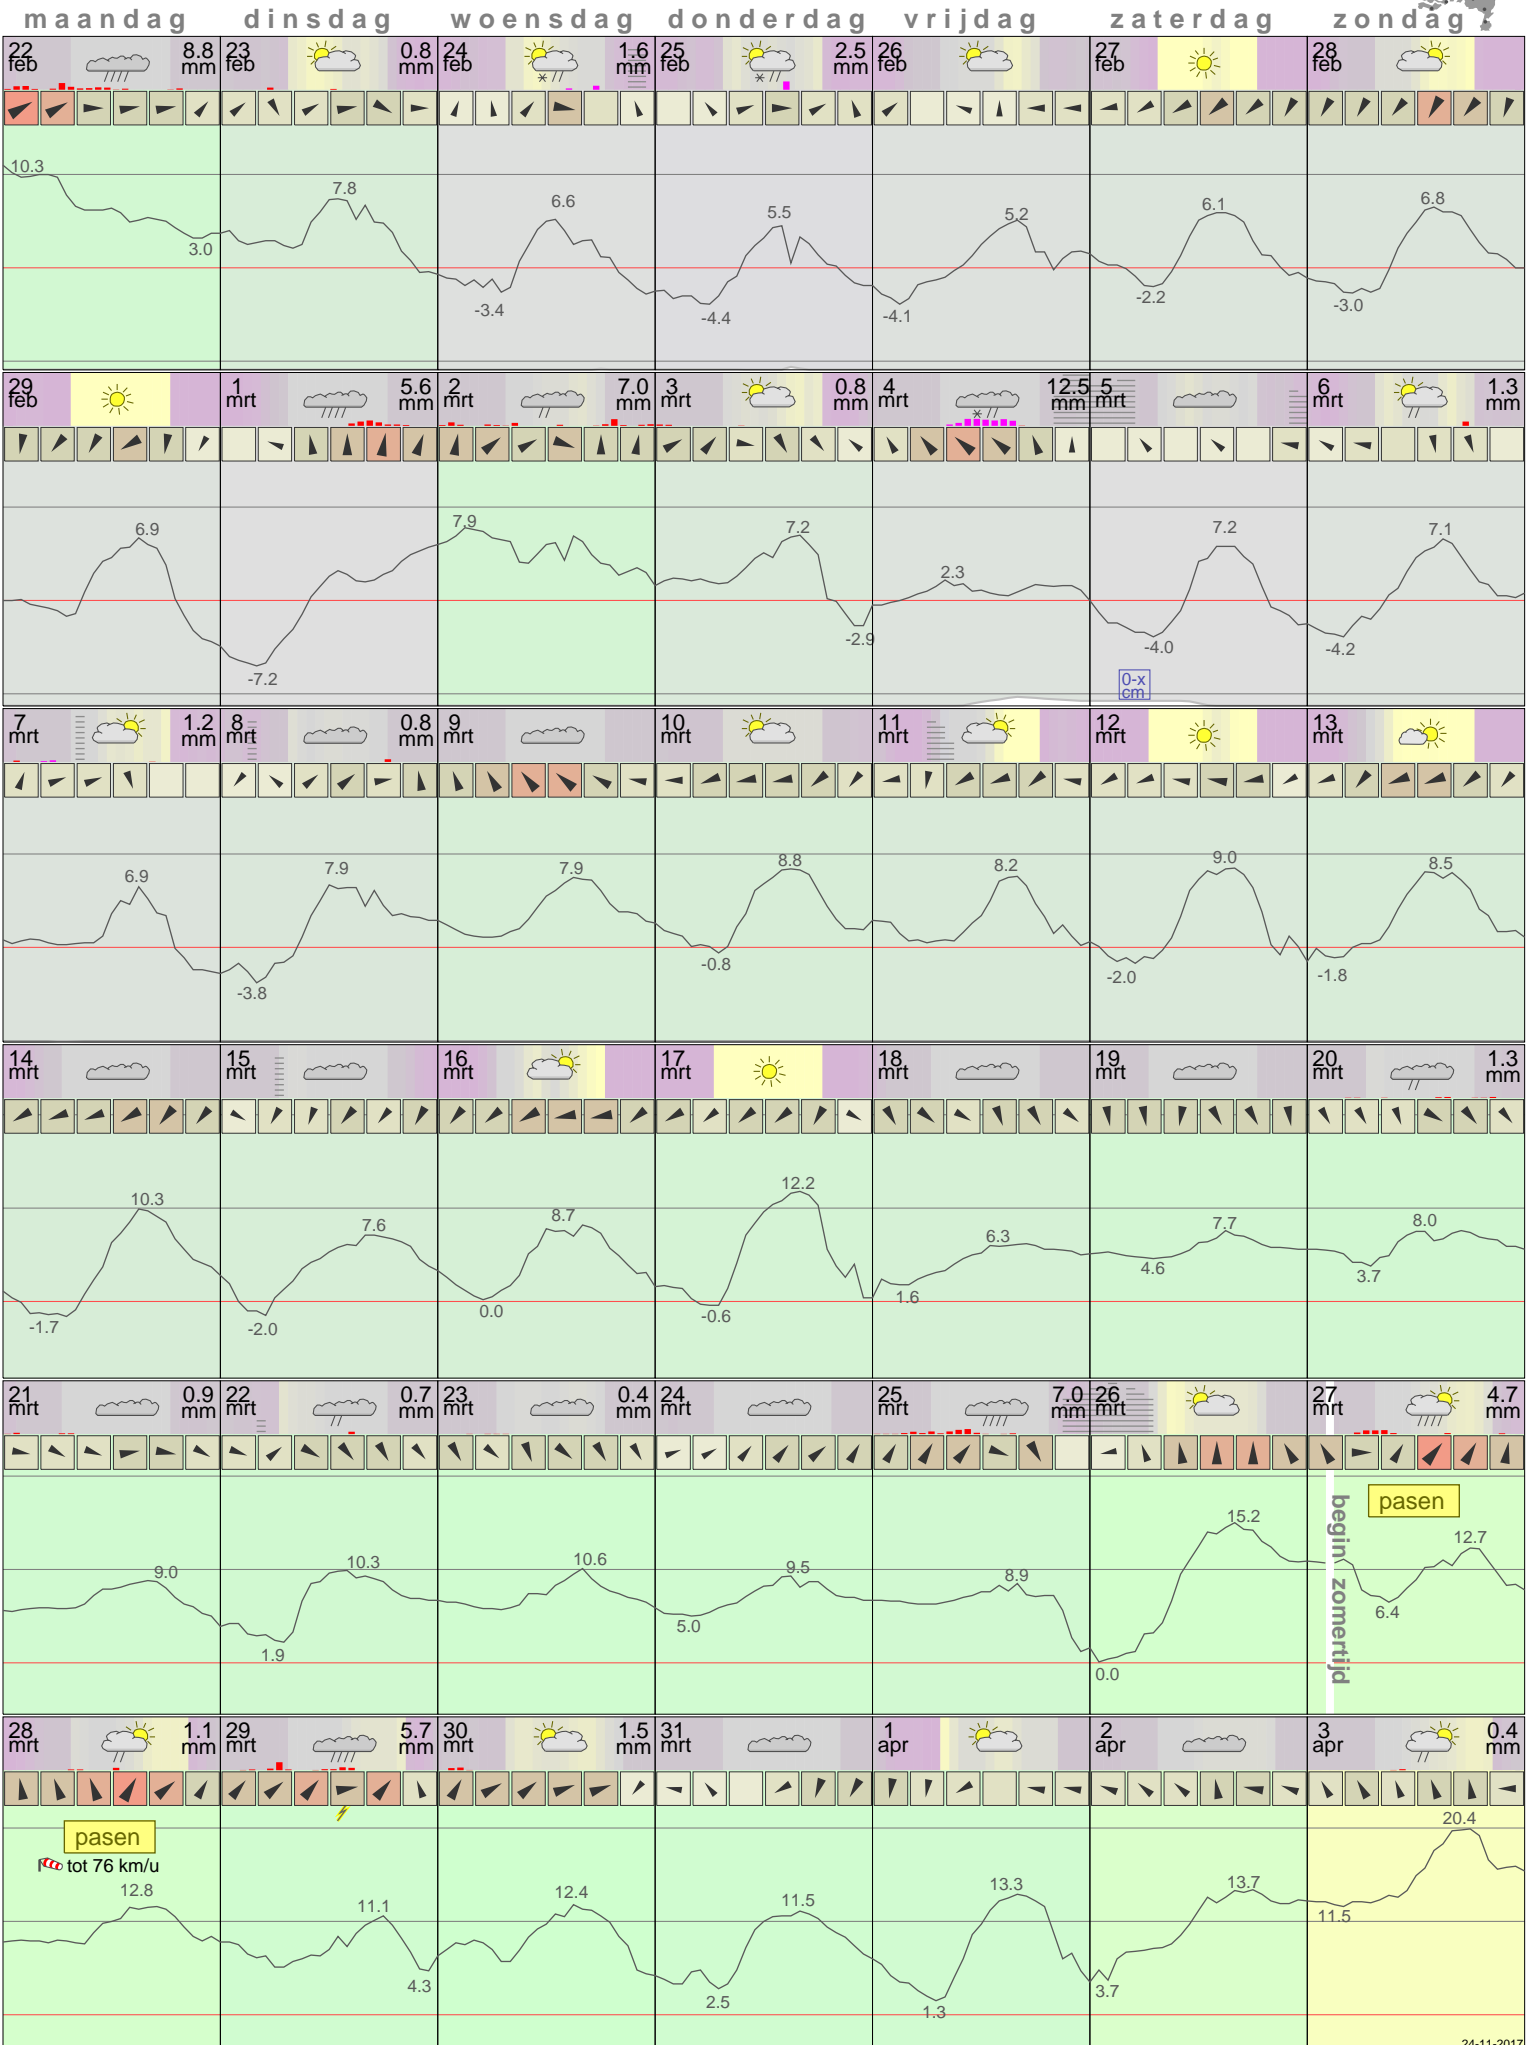 maandag dinsdag woensdag donderdag vrijdag zaterdag zondag
22 feb 8.8 mm 23 feb 0.8 mm 24 feb 1.6 mm 25 feb 2.5 mm 26 feb 27 feb 28 feb
10.3 3.0 7.8 -3.4 6.6 -4.4 5.5 -4.1 5.2 -2.2 6.1 -3.0 6.8
29 feb 1 mrt 5.6 mm 2 mrt 7.0 mm 3 mrt 0.8 mm 4 mrt 12.5 mm 5 mrt 6 mrt 1.3 mm
6.9 -7.2 7.9 7.2 -2.9 2.3 -4.0 7.2 -4.2 7.1
0-x
cm
7 mrt 1.2 mm 8 mrt 0.8 mm 9 mrt 10 mrt 11 mrt 12 mrt 13 mrt
6.9 -3.8 7.9 7.9 -0.8 8.8 8.2 -2.0 9.0 -1.8 8.5
14 mrt 15 mrt 16 mrt 17 mrt 18 mrt 19 mrt 20 mrt 1.3 mm
-1.7 10.3 -2.0 7.6 0.0 8.7 -0.6 12.2 1.6 6.3 4.6 7.7 3.7 8.0
21 mrt 0.9 mm 22 mrt 0.7 mm 23 mrt 0.4 mm 24 mrt 25 mrt 7.0 mm 26 mrt 27 mrt 4.7 mm
pasen
begin zomertijd
9.0 1.9 10.3 10.6 5.0 9.5 8.9 0.0 15.2 6.4 12.7
28 mrt 1.1 mm 29 mrt 5.7 mm 30 mrt 1.5 mm 31 mrt 1 apr 2 apr 3 apr 0.4 mm
pasen
tot 76 km/u
12.8 11.1 4.3 12.4 2.5 11.5 1.3 13.3 3.7 13.7 11.5 20.4
24-11-2017